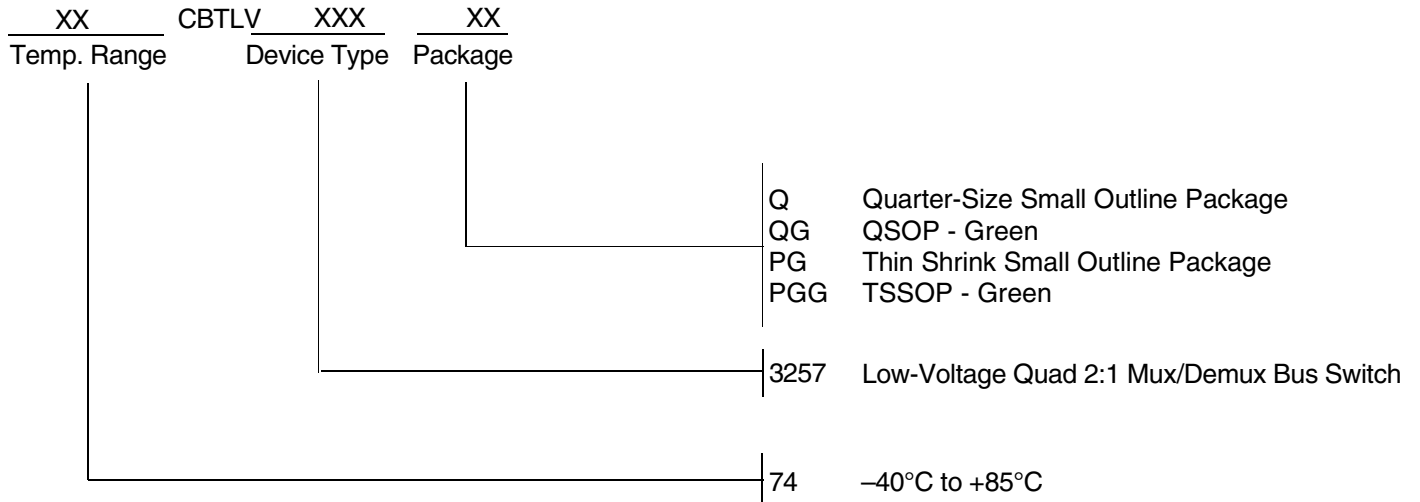 XX CBTLV XXX XX
Temp. Range Device Type Package
Q Quarter-Size Small Outline Package
QG QSOP - Green
PG Thin Shrink Small Outline Package
PGG TSSOP - Green
3257 Low-Voltage Quad 2:1 Mux/Demux Bus Switch
74 –40°C to +85°C